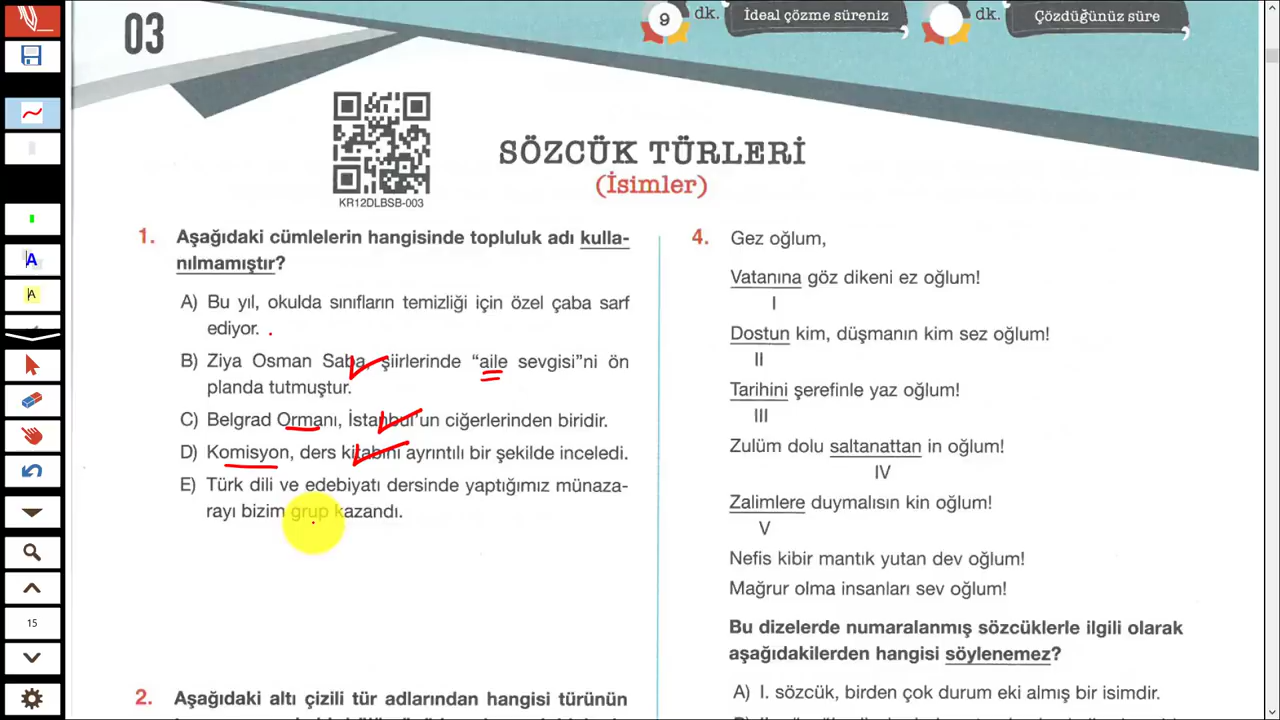 03
9 dk. İdeal çözme süreniz
dk. Çözdüğünüz süre
KR12DLBSB-003
SÖZCÜK TÜRLERİ
(İsimler)
1. Aşağıdaki cümlelerin hangisinde topluluk adı kulla-
nılmamıştır?
A) Bu yıl, okulda sınıfların temizliği için özel çaba sarf
ediyor.
B) Ziya Osman Saba, şiirlerinde “aile sevgisi”ni ön
planda tutmuştur.
C) Belgrad Ormanı, İstanbul’un ciğerlerinden biridir.
D) Komisyon, ders kitabını ayrıntılı bir şekilde inceledi.
E) Türk dili ve edebiyatı dersinde yaptığımız münaza-
rayı bizim grup kazandı.
2. Aşağıdaki altı çizili tür adlarından hangisi türünün
4. Gez oğlum,
Vatanına göz dikeni ez oğlum!
I
Dostun kim, düşmanın kim sez oğlum!
II
Tarihini şerefinle yaz oğlum!
III
Zulüm dolu saltanattan in oğlum!
IV
Zalimlere duymalısın kin oğlum!
V
Nefis kibir mantık yutan dev oğlum!
Mağrur olma insanları sev oğlum!
Bu dizelerde numaralanmış sözcüklerle ilgili olarak
aşağıdakilerden hangisi söylenemez?
A) I. sözcük, birden çok durum eki almış bir isimdir.
A
A
15